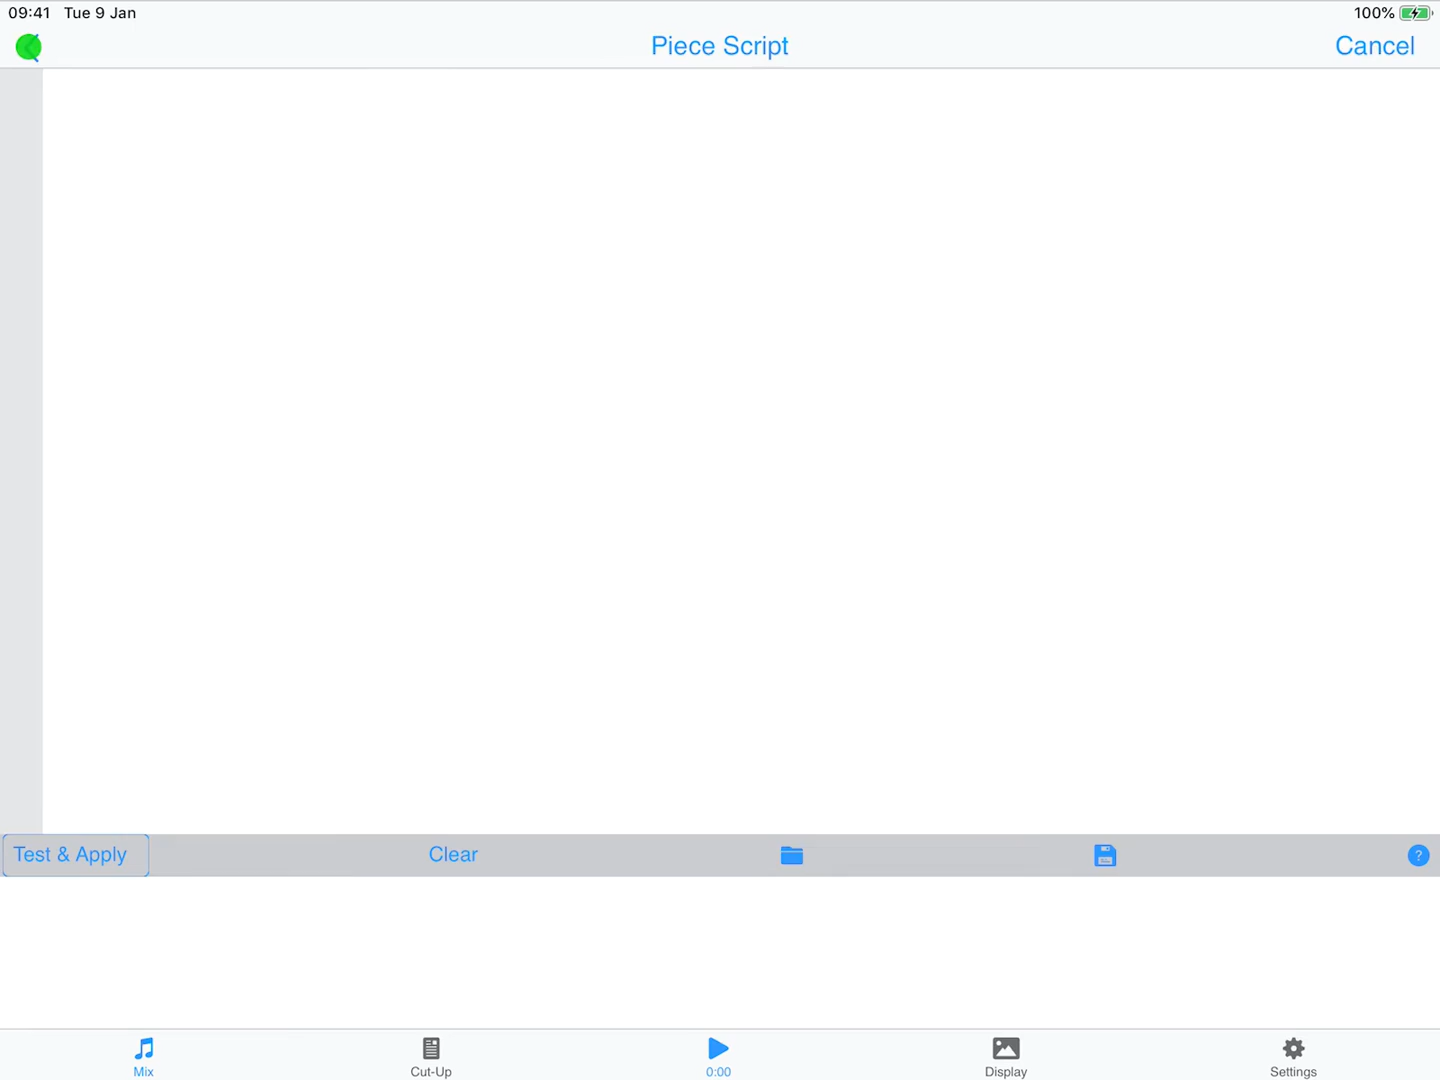 09:41 Tue 9 Jan 100%
Piece Script Cancel
Test & Apply Clear ?
Mix Cut-Up 0:00 Display Settings